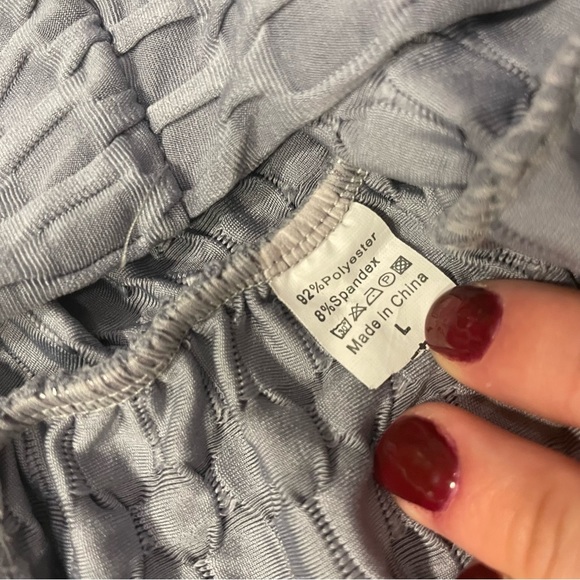 92%Polyester
8%Spandex
Made in China
L